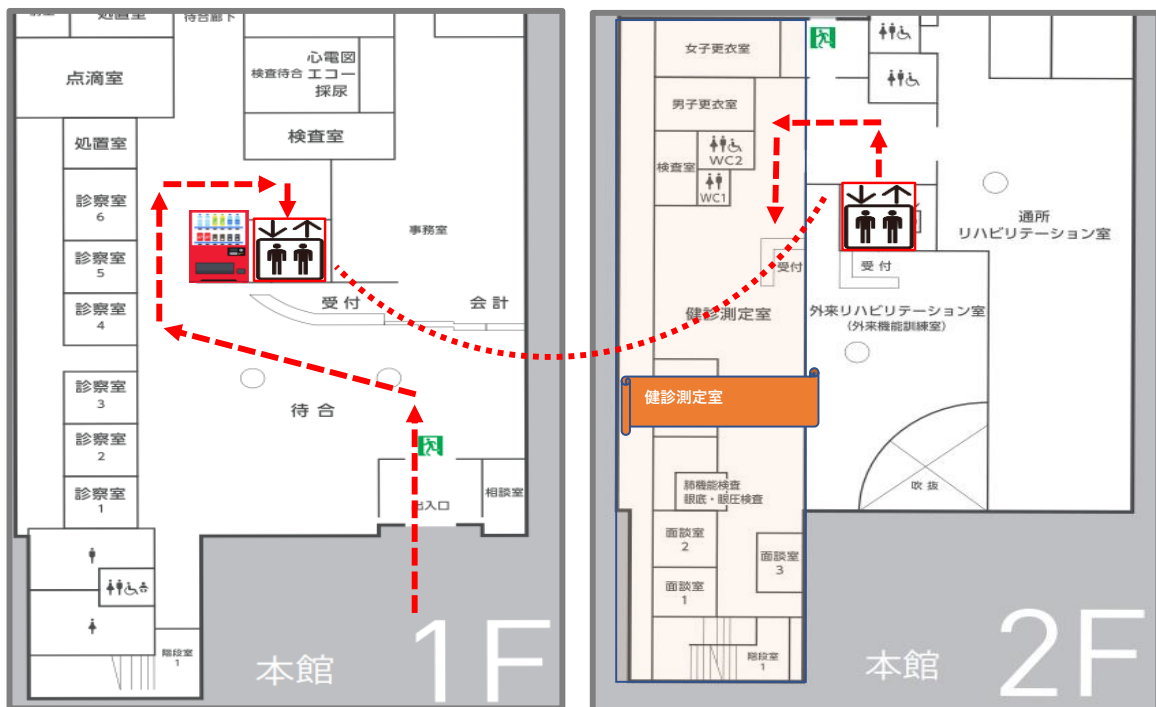 処置室
待合廊下
点滴室
心電図
検査待合 エコー
採尿
処置室
検査室
診察室
6
事務室
診察室
5
受付
会計
診察室
4
診察室
3
待合
診察室
2
診察室
1
出入口
相談室
階段室
1
本館
1F
女子更衣室
男子更衣室
検査室
WC2
WC1
通所
リハビリテーション室
受付
受付
健診測定室
外来リハビリテーション室
(外来機能訓練室)
健診測定室
肺機能検査
眼底・眼圧検査
吹抜
面談室
2
面談室
3
面談室
1
階段室
1
本館
2F